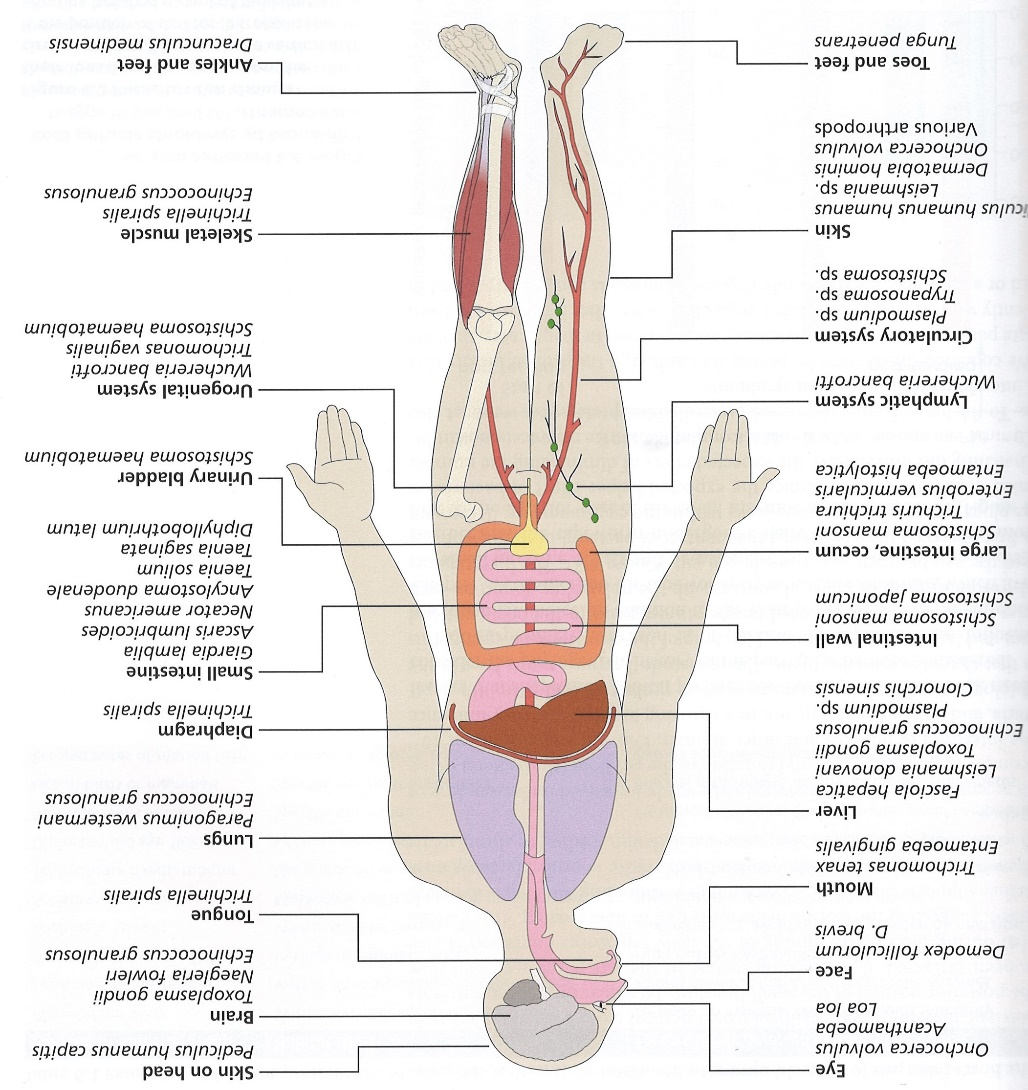 Eye
Onchocerca volvulus
Acanthamoeba
Loa loa
Face
Demodex folliculorum
D. brevis
Mouth
Trichomonas tenax
Entamoeba gingivalis
Liver
Fasciola hepatica
Leishmania donovani
Toxoplasma gondii
Echinococcus granulosus
Plasmodium sp.
Clonorchis sinensis
Intestinal wall
Schistosoma mansoni
Schistosoma japonicum
Large intestine, cecum
Schistosoma mansoni
Trichuris trichiura
Enterobius vermicularis
Entamoeba histolytica
Lymphatic system
Wuchereria bancrofti
Circulatory system
Plasmodium sp.
Trypanosoma sp.
Schistosoma sp.
Skin
iculus humanus humanus
Leishmania sp.
Dermatobia hominis
Onchocerca volvulus
Various arthropods
Toes and feet
Tunga penetrans
Skin on head
Pediculus humanus capitis
Brain
Toxoplasma gondii
Naegleria fowleri
Echinococcus granulosus
Tongue
Trichinella spiralis
Lungs
Paragonimus westermani
Echinococcus granulosus
Diaphragm
Trichinella spiralis
Small intestine
Giardia lamblia
Ascaris lumbricoides
Necator americanus
Ancylostoma duodenale
Taenia solium
Taenia saginata
Diphyllobothrium latum
Urinary bladder
Schistosoma haematobium
Urogenital system
Wuchereria bancrofti
Trichomonas vaginalis
Schistosoma haematobium
Skeletal muscle
Trichinella spiralis
Echinococcus granulosus
Ankles and feet
Dracunculus medinensis